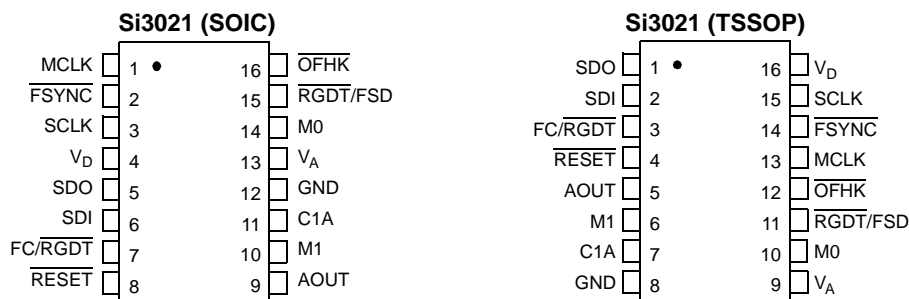 Si3021 (SOIC)
MCLK 1 16 OFHK
FSYNC 2 15 RGDT/FSD
SCLK 3 14 M0
VD 4 13 VA
SDO 5 12 GND
SDI 6 11 C1A
FC/RGDT 7 10 M1
RESET 8 9 AOUT
Si3021 (TSSOP)
SDO 1 16 VD
SDI 2 15 SCLK
FC/RGDT 3 14 FSYNC
RESET 4 13 MCLK
AOUT 5 12 OFHK
M1 6 11 RGDT/FSD
C1A 7 10 M0
GND 8 9 VA